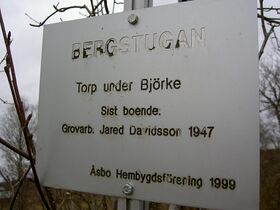 BERGSTUGAN
Torp under Björke
Sist boende:
Grovarb. Jared Davidsson 1947
Åsbo Hembygdsförening 1999